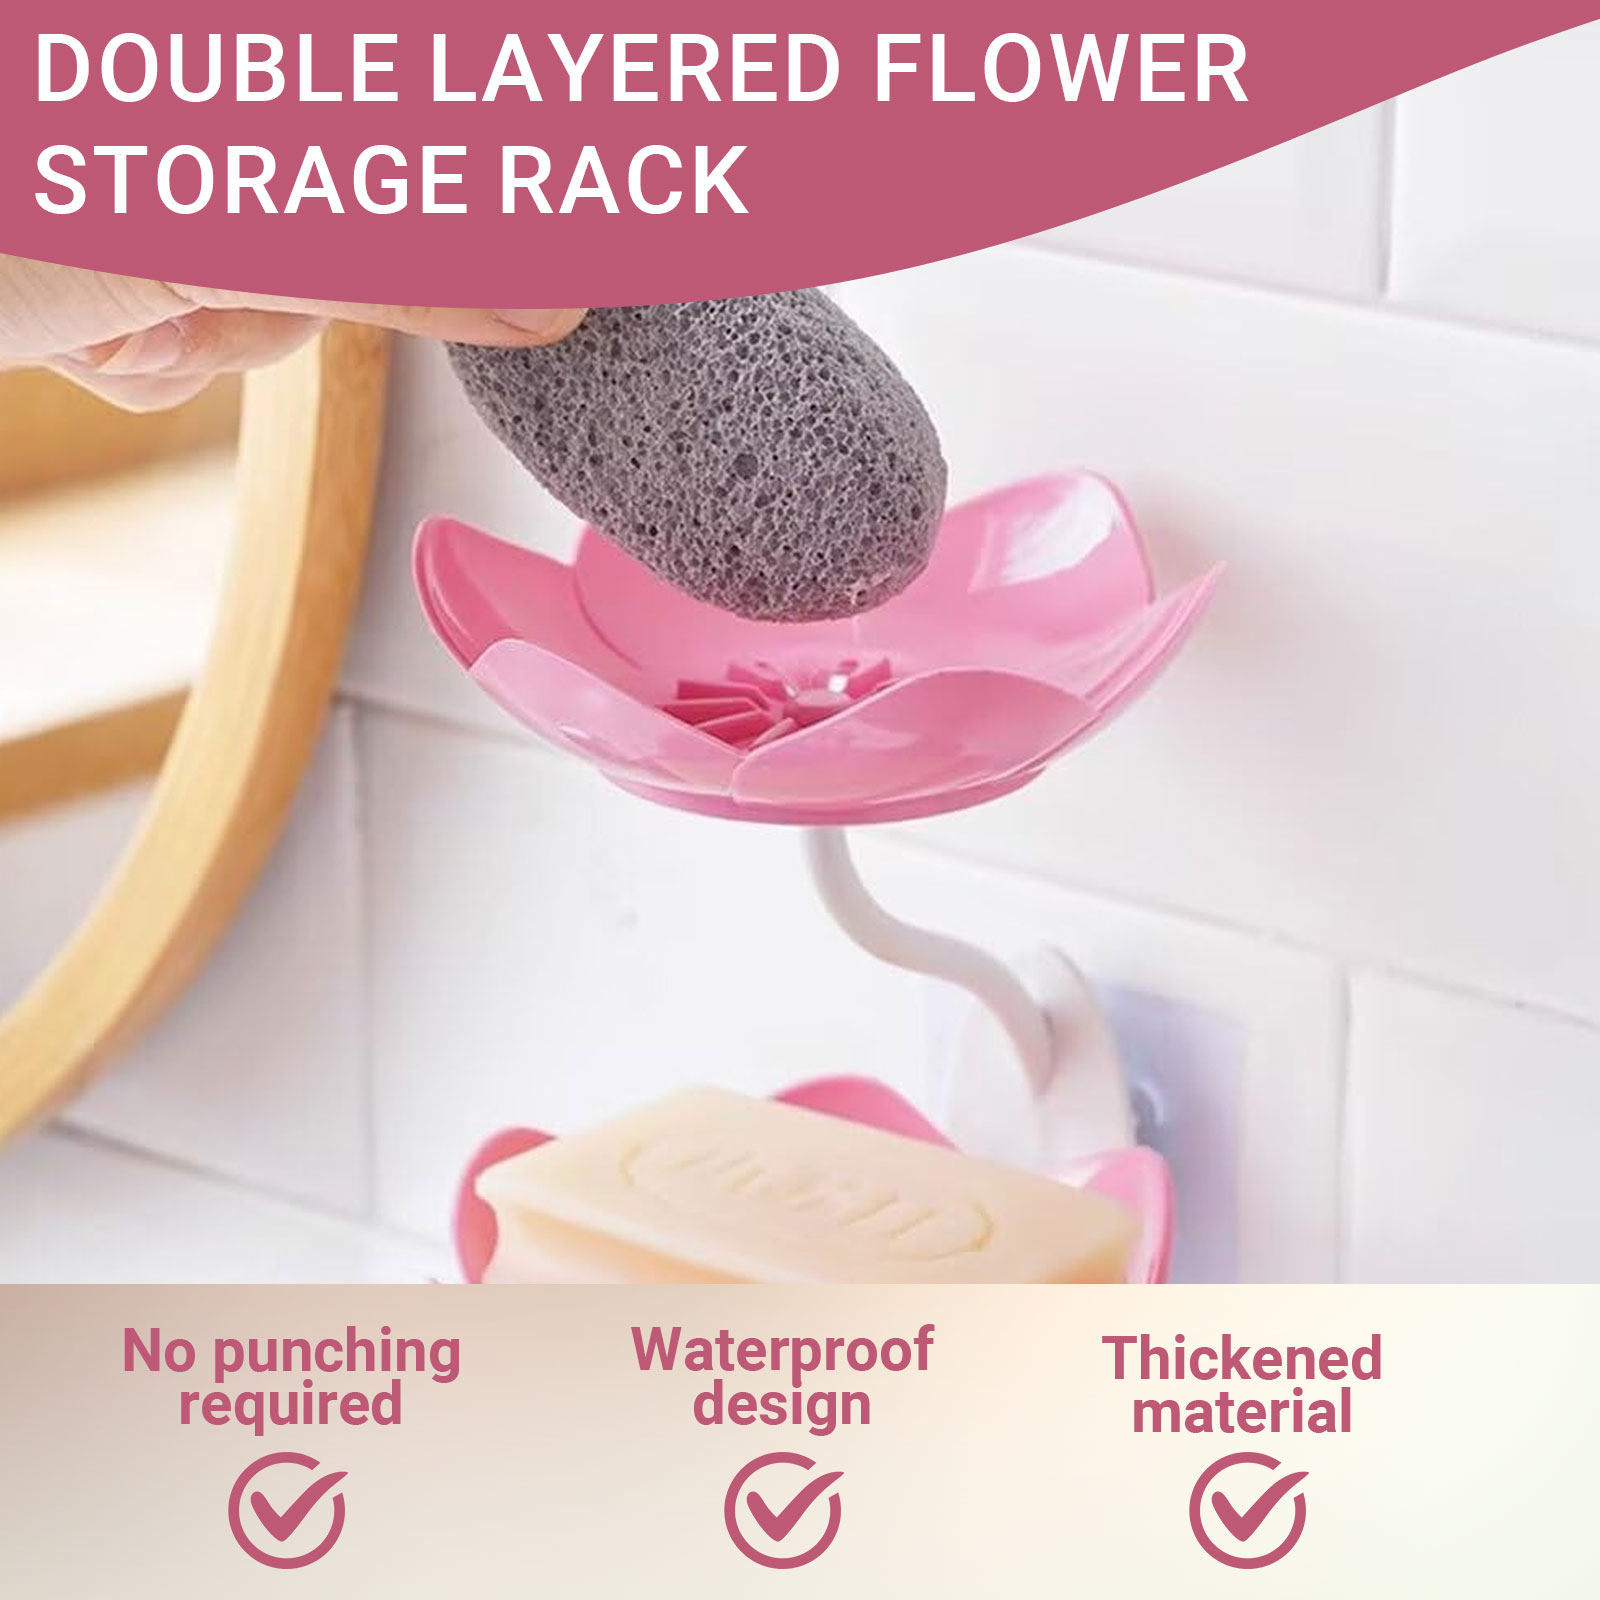 DOUBLE LAYERED FLOWER
STORAGE RACK
No punching
required
Waterproof
design
Thickened
material